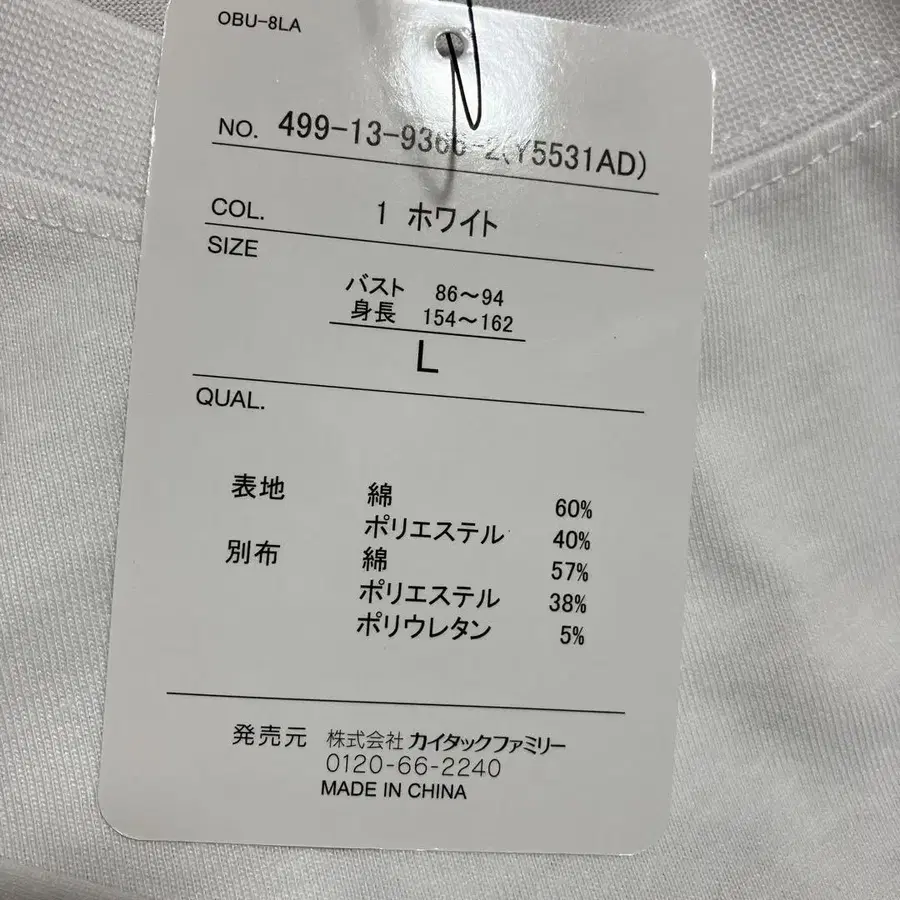 OBU-8LA
NO. 499-13-9366-2(Y5531AD)
COL. 1 ホワイト
SIZE
バスト 86～94
身長 154～162
L
QUAL.
表地 綿 60%
ポリエステル 40%
別布 綿 57%
ポリエステル 38%
ポリウレタン 5%
発売元 株式会社 カイタックファミリー
0120-66-2240
MADE IN CHINA